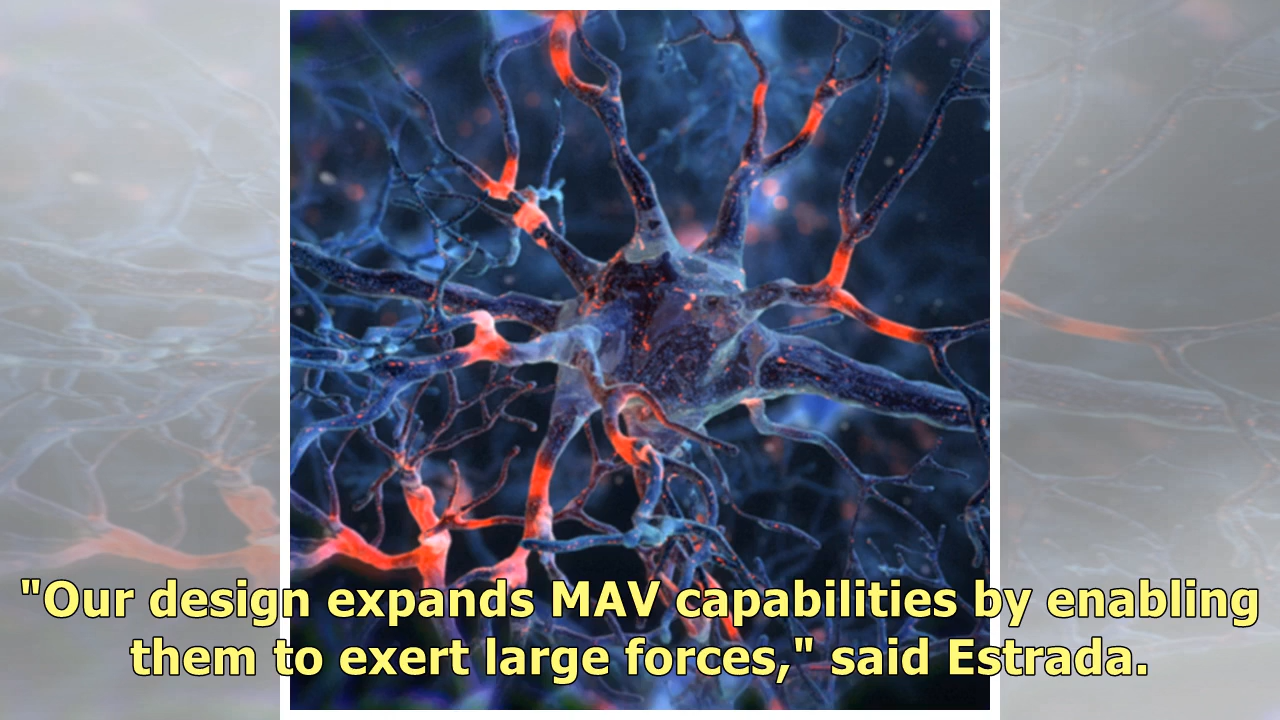 "Our design expands MAV capabilities by enabling
them to exert large forces," said Estrada.